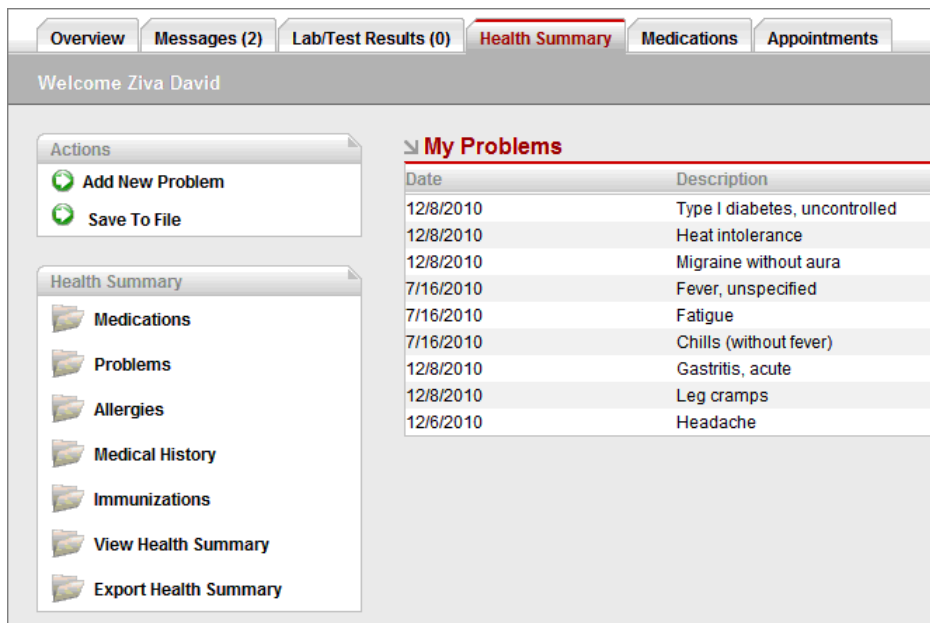 Overview Messages (2) Lab/Test Results (0) Health Summary Medications Appointments
Welcome Ziva David
Actions
Add New Problem
Save To File
Health Summary
Medications
Problems
Allergies
Medical History
Immunizations
View Health Summary
Export Health Summary
My Problems
Date Description
12/8/2010 Type I diabetes, uncontrolled
12/8/2010 Heat intolerance
12/8/2010 Migraine without aura
7/16/2010 Fever, unspecified
7/16/2010 Fatigue
7/16/2010 Chills (without fever)
12/8/2010 Gastritis, acute
12/8/2010 Leg cramps
12/6/2010 Headache